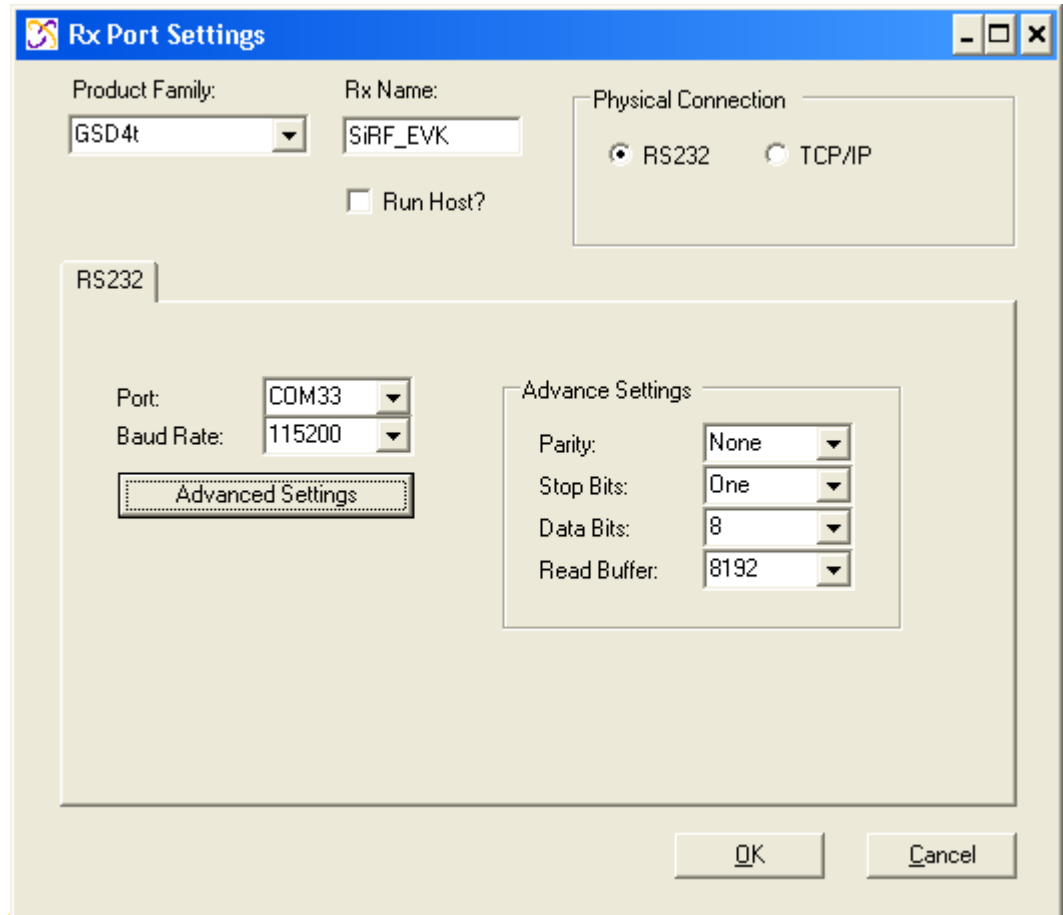 Rx Port Settings
Product Family:
Rx Name:
Physical Connection
GSD4t
SiRF_EVK
RS232
TCP/IP
Run Host?
RS232
Port:
COM33
Baud Rate:
115200
Advanced Settings
Advance Settings
Parity:
None
Stop Bits:
One
Data Bits:
8
Read Buffer:
8192
OK
Cancel